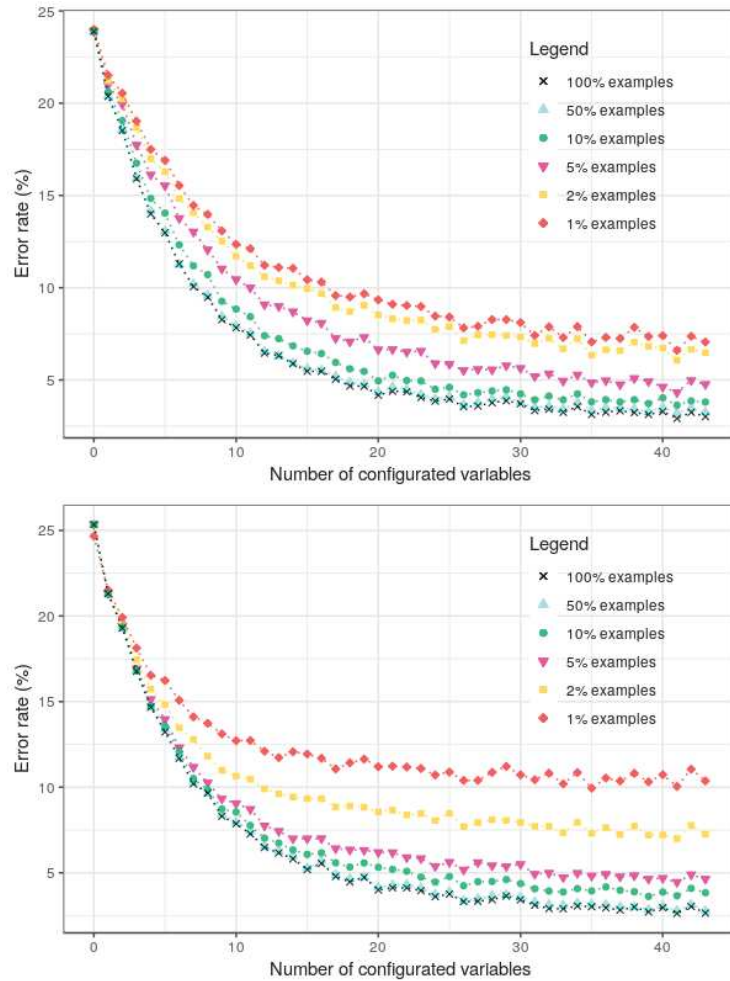 25
20
15
10
5
Error rate (%)
Legend
100% examples
50% examples
10% examples
5% examples
2% examples
1% examples
0 10 20 30 40
Number of configurated variables
25
20
15
10
5
Error rate (%)
Legend
100% examples
50% examples
10% examples
5% examples
2% examples
1% examples
0 10 20 30 40
Number of configurated variables